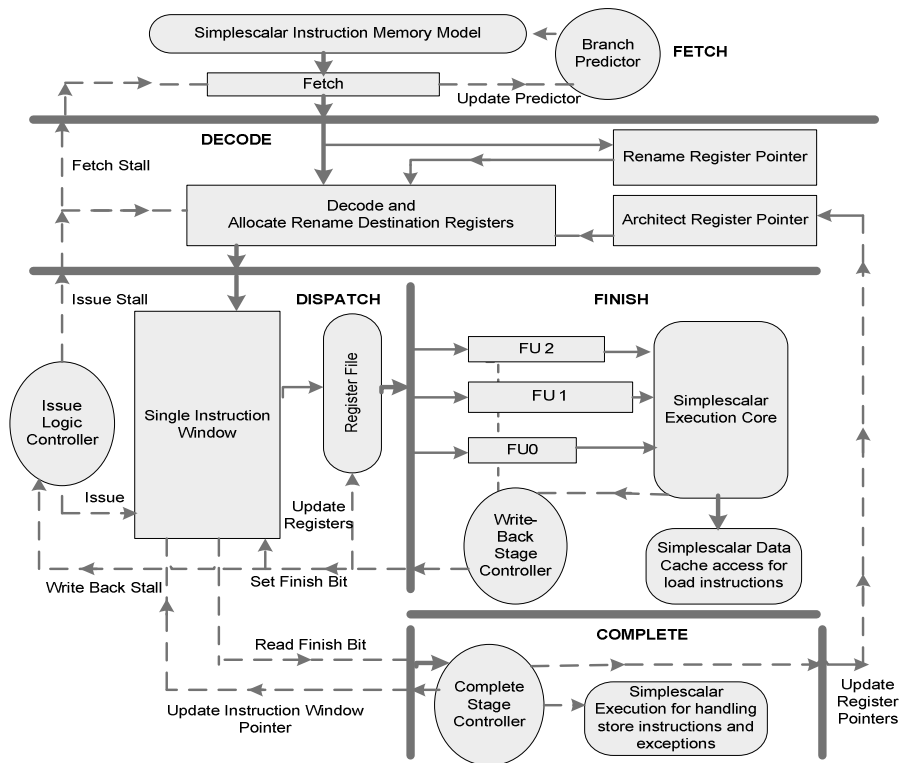 Simplescalar Instruction Memory Model
Branch
Predictor
FETCH
Fetch
Update Predictor
DECODE
Fetch Stall
Rename Register Pointer
Decode and
Allocate Rename Destination Registers
Architect Register Pointer
Issue Stall
DISPATCH
FINISH
Issue
Logic
Controller
Single Instruction
Window
Register File
FU 2
FU 1
FU0
Simplescalar
Execution Core
Issue
Update
Registers
Write-
Back
Stage
Controller
Simplescalar Data
Cache access for
load instructions
Write Back Stall
Set Finish Bit
Read Finish Bit
COMPLETE
Update Instruction Window
Pointer
Complete
Stage
Controller
Simplescalar
Execution for handling
store instructions and
exceptions
Update
Register
Pointers